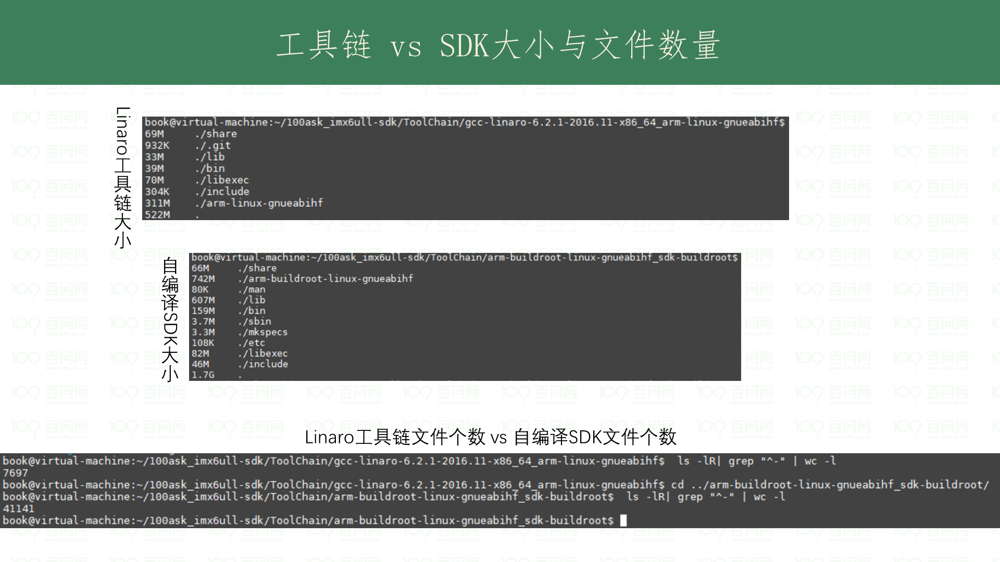 工具链 vs SDK大小与文件数量
Linaro工具链大小
book@virtual-machine:~/100ask_imx6ull-sdk/ToolChain/gcc-linaro-6.2.1-2016.11-x86_64_arm-linux-gnueabihf$
69M ./share
932K ./.git
33M ./lib
39M ./bin
70M ./libexec
304K ./include
311M ./arm-linux-gnueabihf
522M .
自编译SDK大小
book@virtual-machine:~/100ask_imx6ull-sdk/ToolChain/arm-buildroot-linux-gnueabihf_sdk-buildroot$
66M ./share
742M ./arm-buildroot-linux-gnueabihf
80K ./man
607M ./lib
159M ./bin
3.7M ./sbin
3.3M ./mkspecs
108K ./etc
82M ./libexec
46M ./include
1.7G .
Linaro工具链文件个数 vs 自编译SDK文件个数
book@virtual-machine:~/100ask_imx6ull-sdk/ToolChain/gcc-linaro-6.2.1-2016.11-x86_64_arm-linux-gnueabihf$ ls -lR| grep "^-" | wc -l
7697
book@virtual-machine:~/100ask_imx6ull-sdk/ToolChain/gcc-linaro-6.2.1-2016.11-x86_64_arm-linux-gnueabihf$ cd ../arm-buildroot-linux-gnueabihf_sdk-buildroot/
book@virtual-machine:~/100ask_imx6ull-sdk/ToolChain/arm-buildroot-linux-gnueabihf_sdk-buildroot$ ls -lR| grep "^-" | wc -l
41141
book@virtual-machine:~/100ask_imx6ull-sdk/ToolChain/arm-buildroot-linux-gnueabihf_sdk-buildroot$
百问网
www.100ask.net